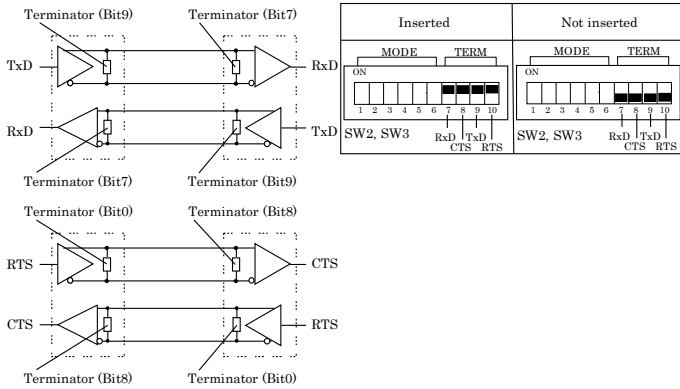 Terminator (Bit9) Terminator (Bit7)
TxD RxD
RxD TxD
Terminator (Bit7) Terminator (Bit9)
Terminator (Bit0) Terminator (Bit8)
RTS CTS
CTS RTS
Terminator (Bit8) Terminator (Bit0)
Inserted Not inserted
MODE TERM MODE TERM
ON ON
1 2 3 4 5 6 7 8 9 10 1 2 3 4 5 6 7 8 9 10
SW2, SW3 RxD TxD SW2, SW3 RxD TxD
CTS RTS CTS RTS